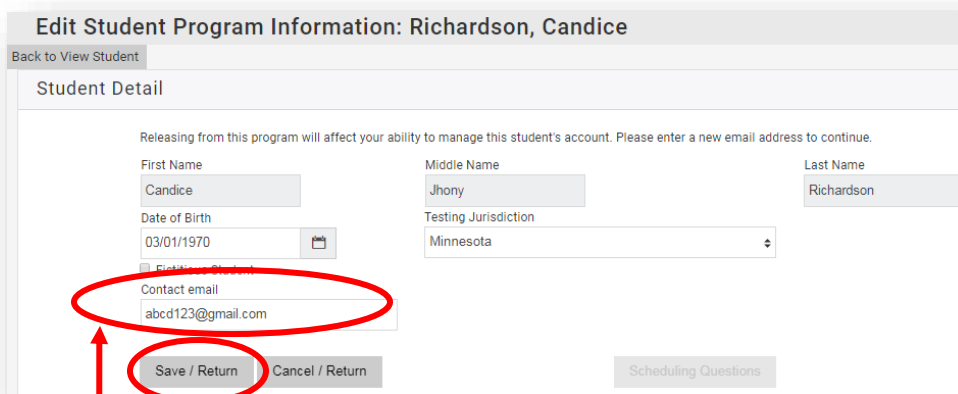 Edit Student Program Information: Richardson, Candice
Back to View Student
Student Detail
Releasing from this program will affect your ability to manage this student's account. Please enter a new email address to continue.
First Name Middle Name Last Name
Candice Jhony Richardson
Date of Birth Testing Jurisdiction
03/01/1970 Minnesota
Fictitious Student
Contact email
abcd123@gmail.com
Save / Return Cancel / Return Scheduling Questions